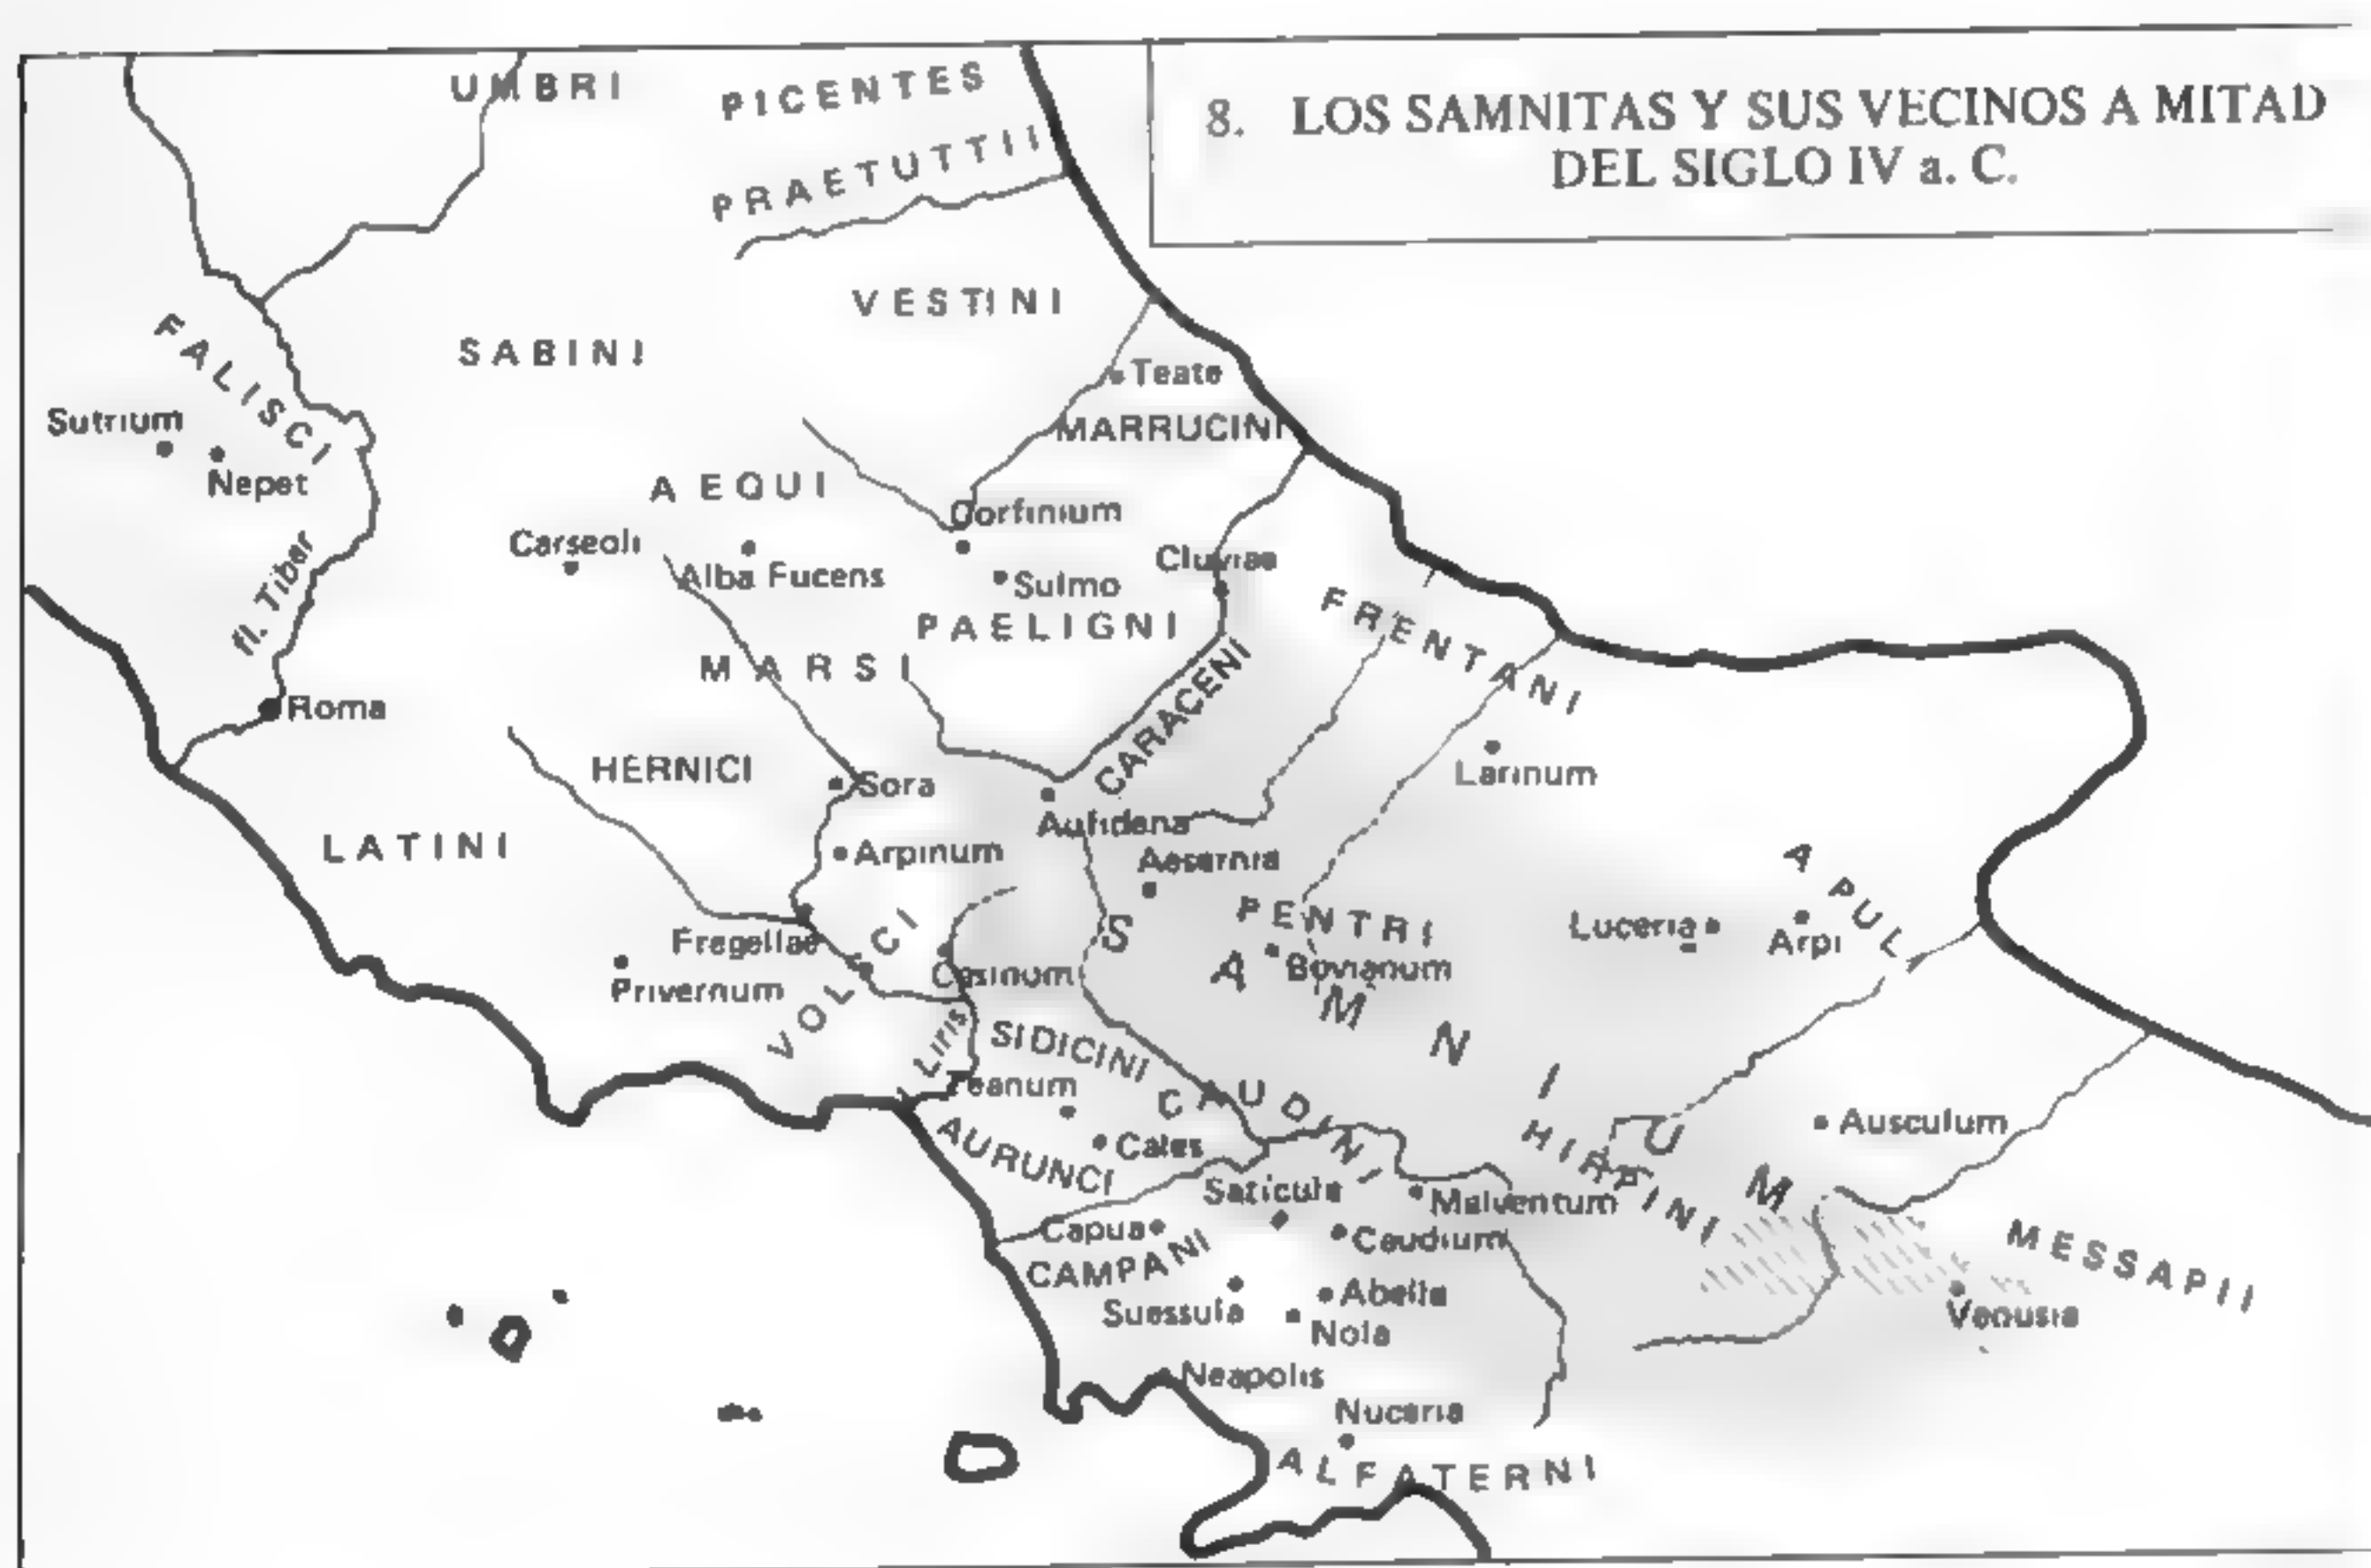 8. LOS SAMNITAS Y SUS VECINOS A MITAD
DEL SIGLO IV a. C.
UMBRI
PICENTES
PRAETUTTII
VESTINI
SABINI
FALISCI
Teate
MARRUCINI
Sutrium
Nepet
AEQUI
Corfinium
Carseoli
Alba Fucens
Sulmo
Cluviae
fl. Tiber
PAELIGNI
FRENTANI
MARSI
Roma
CARACENI
HERNICI
Sora
Larinum
Aufidena
LATINI
Arpinum
Aesernia
PENTRI
Luceria
Arpi
APULI
Fregellae
Casinum
Bovianum
Privernum
VOLCI
SAMNIUM
Liris
SIDICINI
Teanum
CAUDINI
HIRPINI
Ausculum
Cales
AURUNCI
Saticula
Malventum
Capua
Caudium
CAMPANI
MESSAPII
Suessula
Abella
Nola
Venusia
Neapolis
Nuceria
ALFATERNI